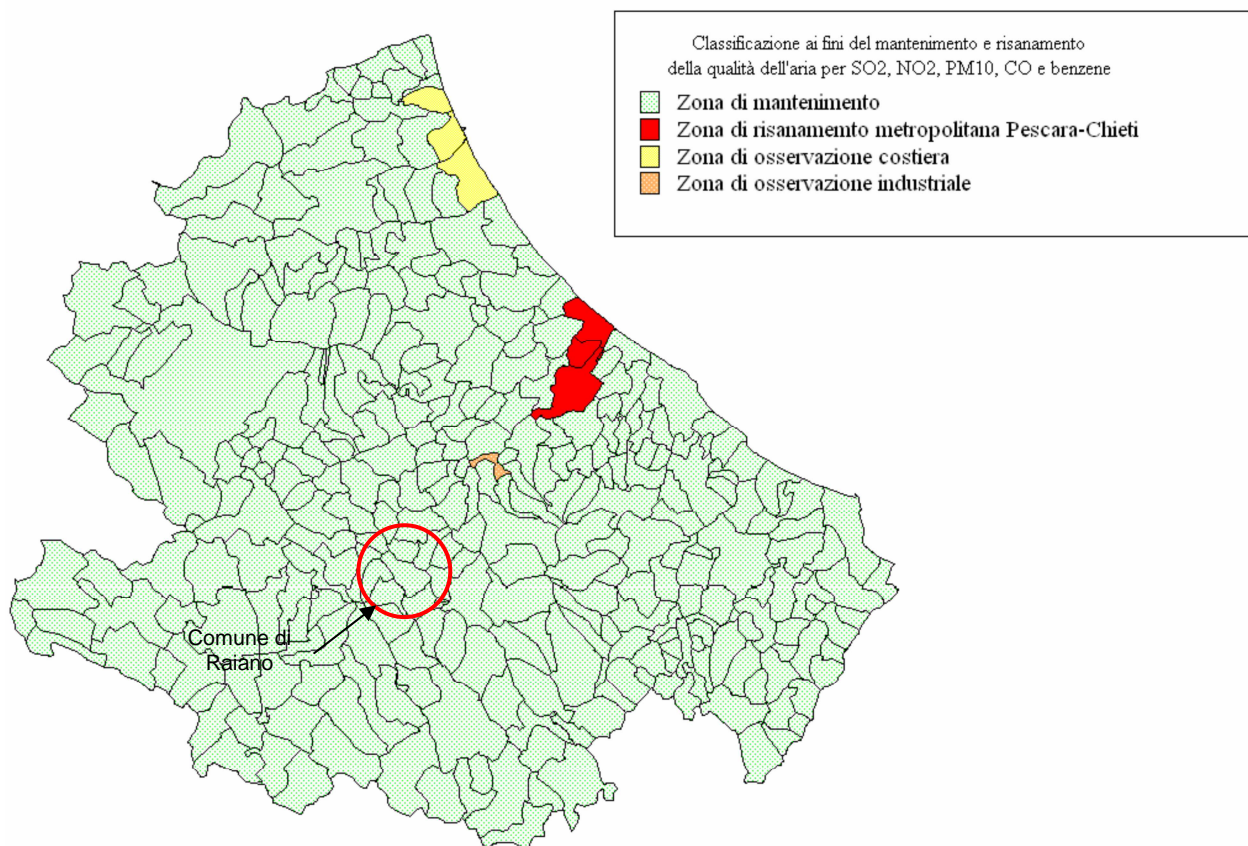 Classificazione ai fini del mantenimento e risanamento
della qualità dell'aria per SO2, NO2, PM10, CO e benzene
Zona di mantenimento
Zona di risanamemto metropolitana Pescara-Chieti
Zona di osservazione costiera
Zona di osservazione industriale
Comune di
Raiano